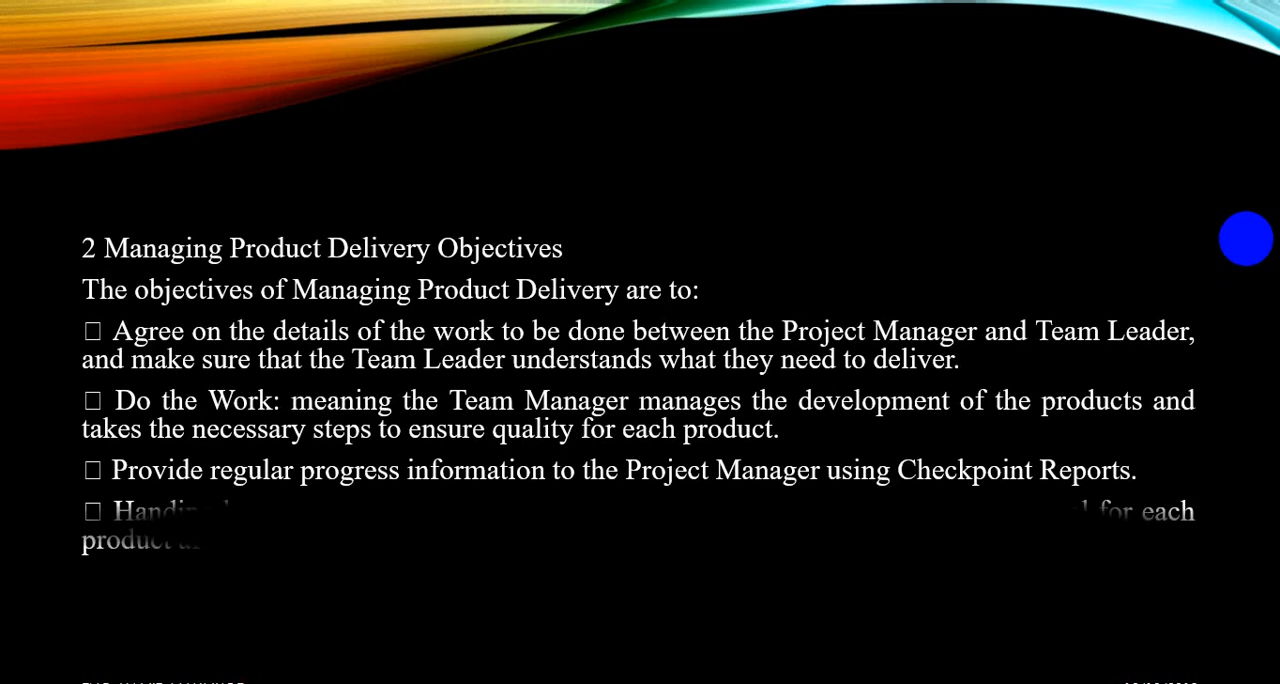 2 Managing Product Delivery Objectives
The objectives of Managing Product Delivery are to:
□ Agree on the details of the work to be done between the Project Manager and Team Leader,
and make sure that the Team Leader understands what they need to deliver.
□ Do the Work: meaning the Team Manager manages the development of the products and
takes the necessary steps to ensure quality for each product.
□ Provide regular progress information to the Project Manager using Checkpoint Reports.
□ for each
product